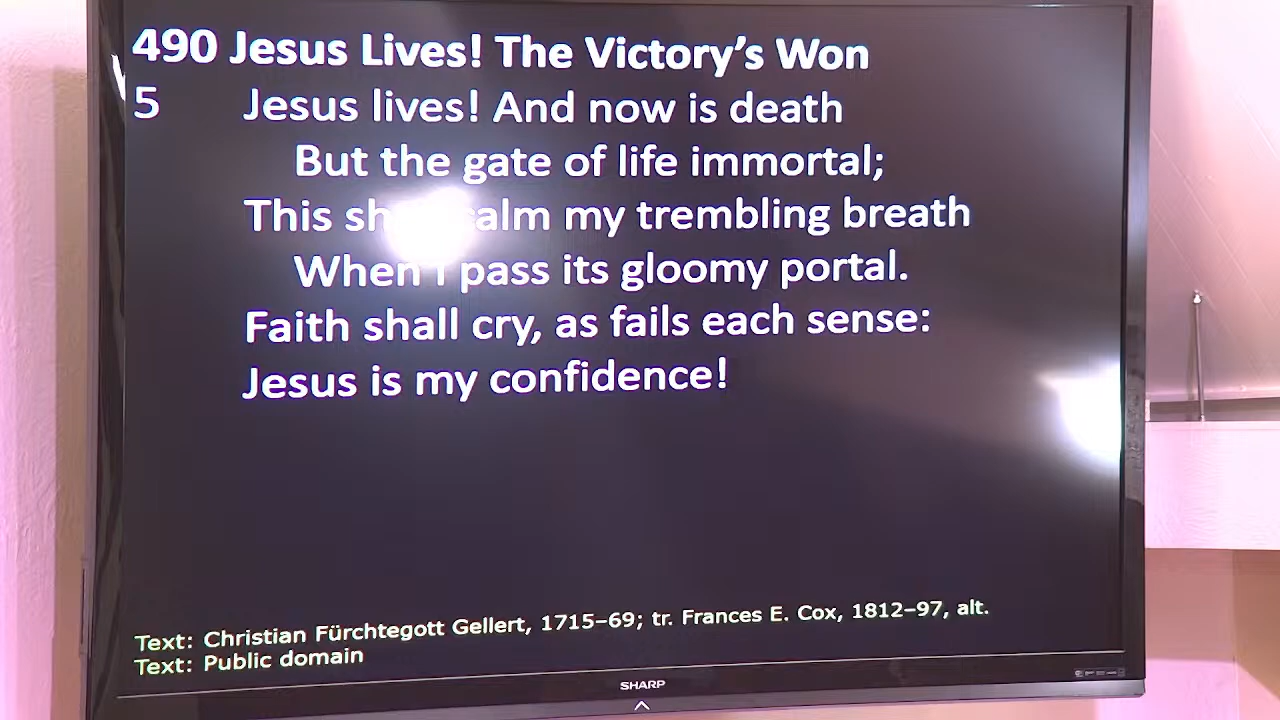 490 Jesus Lives! The Victory's Won
5 Jesus lives! And now is death
But the gate of life immortal;
This shall calm my trembling breath
When I pass its gloomy portal.
Faith shall cry, as fails each sense:
Jesus is my confidence!
Text: Christian Fürchtegott Gellert, 1715–69; tr. Frances E. Cox, 1812–97, alt.
Text: Public domain
SHARP